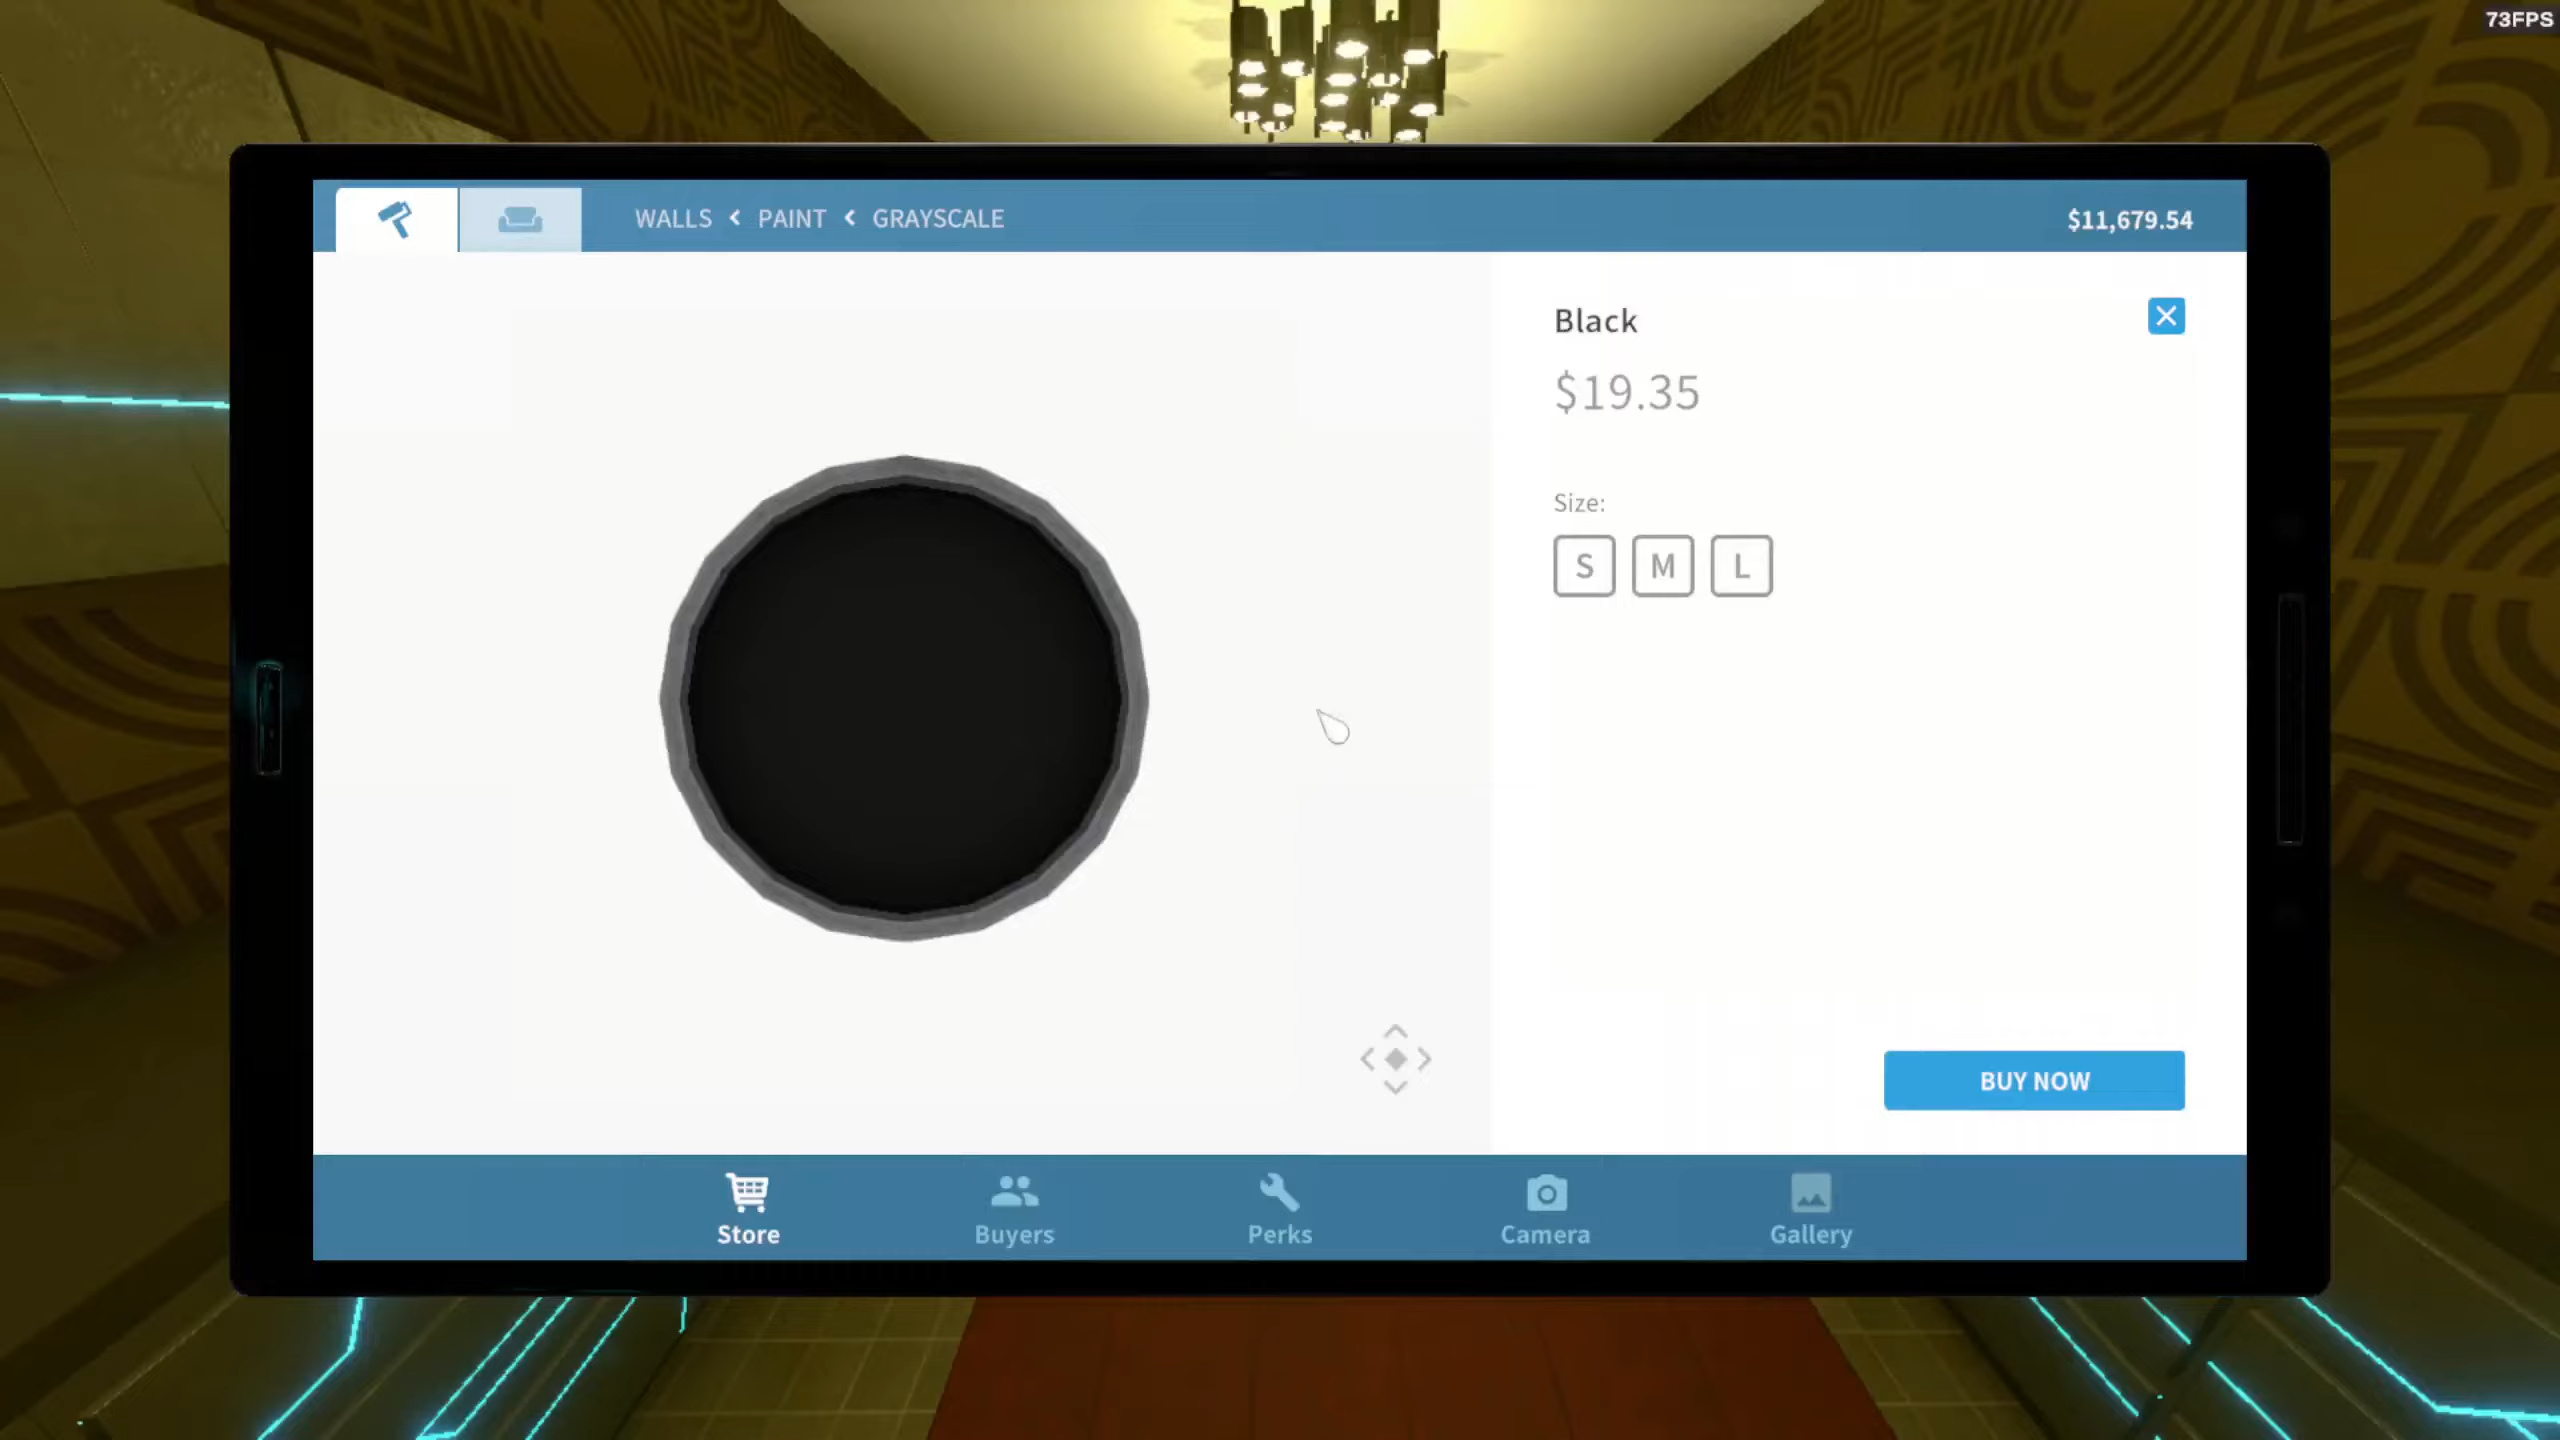 73FPS
WALLS < PAINT < GRAYSCALE
$11,679.54
Black
$19.35
Size:
S M L
BUY NOW
Store Buyers Perks Camera Gallery